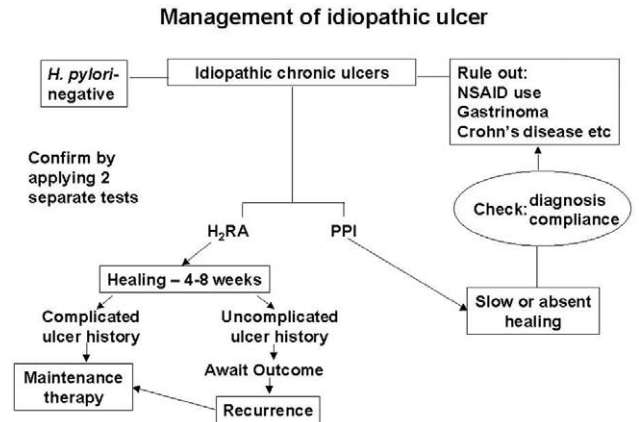 Management of idiopathic ulcer
H. pylori-
negative
Idiopathic chronic ulcers
Rule out:
NSAID use
Gastrinoma
Crohn's disease etc
Confirm by
applying 2
separate tests
Check: diagnosis
compliance
H₂RA
PPI
Healing – 4-8 weeks
Slow or absent
healing
Complicated
ulcer history
Uncomplicated
ulcer history
Maintenance
therapy
Await Outcome
Recurrence